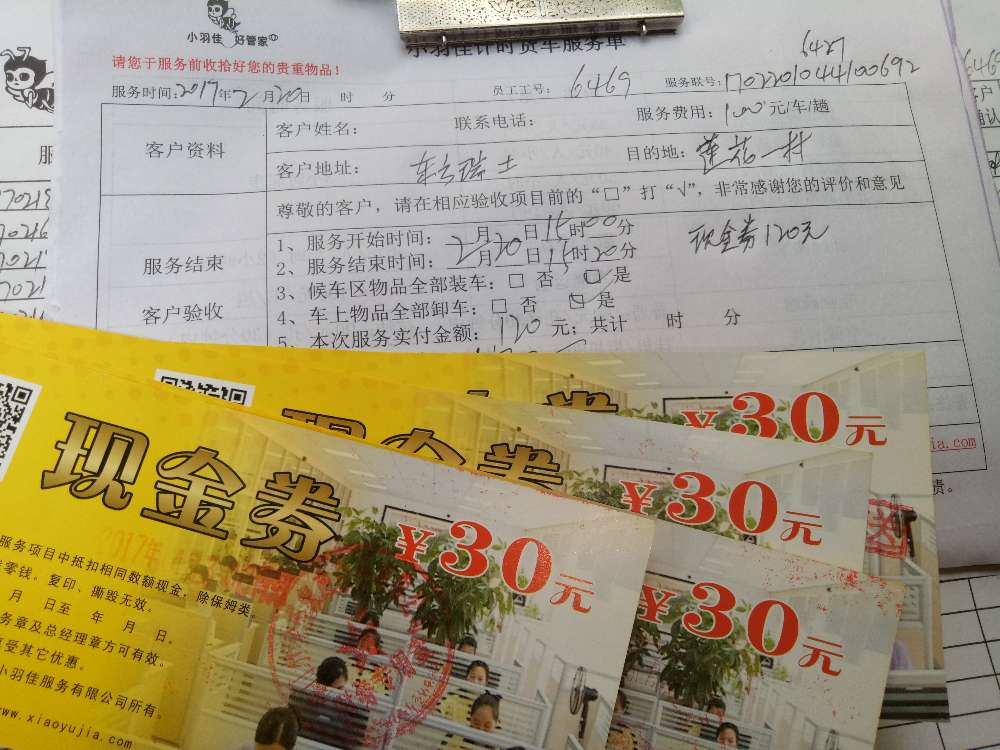 小羽佳 好管家
小羽佳计时货车服务单
请您于服务前收拾好您的贵重物品！
6427
服务时间：2017年2月20日 时 分 员工工号： 6469 服务联号：1702201044100692
客户资料
客户姓名： 联系电话： 服务费用： 元/车/趟
客户地址： 瑞士 目的地：莲花一村
尊敬的客户，请在相应验收项目前的“□”打“√”，非常感谢您的评价和意见
服务结束
客户验收
1、服务开始时间：2月20日15时00分
2、服务结束时间：2月20日15时20分
3、候车区物品全部装车：□ 否 ☑ 是
4、车上物品全部卸车：□ 否 ☑ 是
5、本次服务实付金额：120元；共计 时 分
现金券120元
jia.com
责。
¥30元
¥30元
现金券
¥30元
¥30元
2017年
服务项目中抵扣相同数额现金，除保姆类。
零钱。复印、撕毁无效。
月 日至 年 月 日。
务章及总经理章方可有效。
受其它优惠。
小羽佳服务有限公司所有。
www.xiaoyujia.com